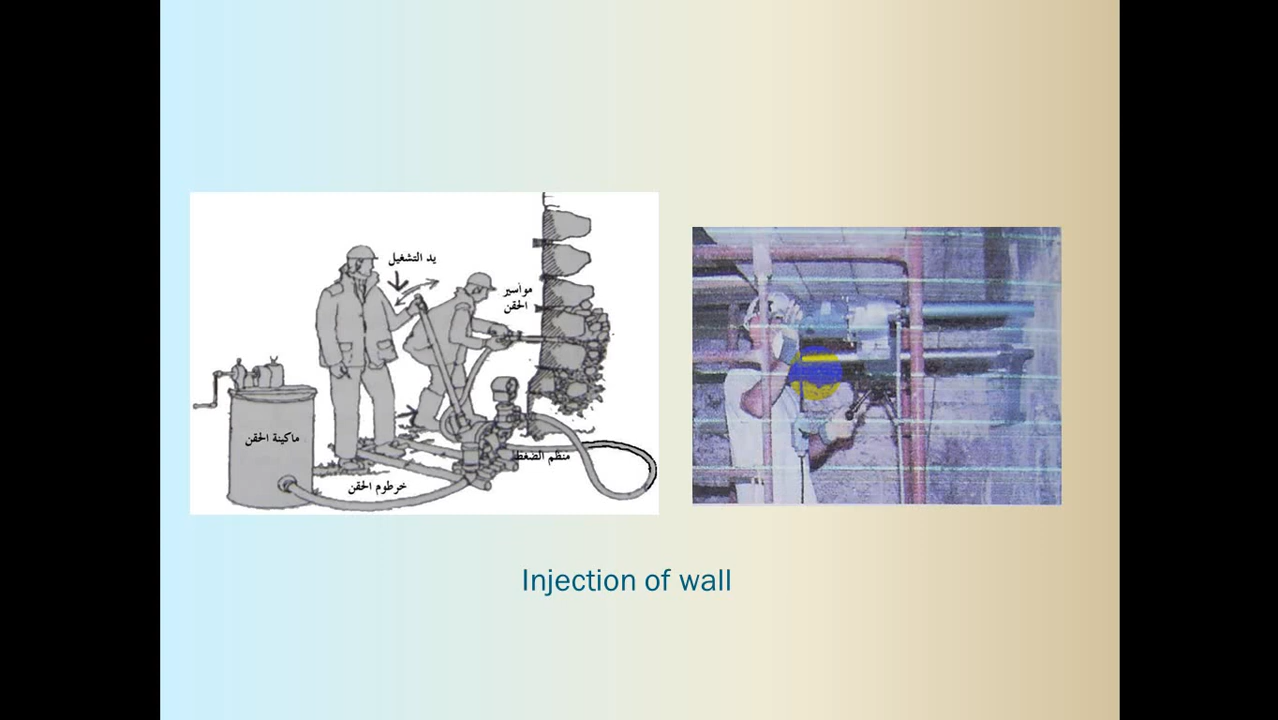 يد التشغيل
مواسير
الحقن
ماكينة الحقن
منظم الضغط
خرطوم الحقن
Injection of wall